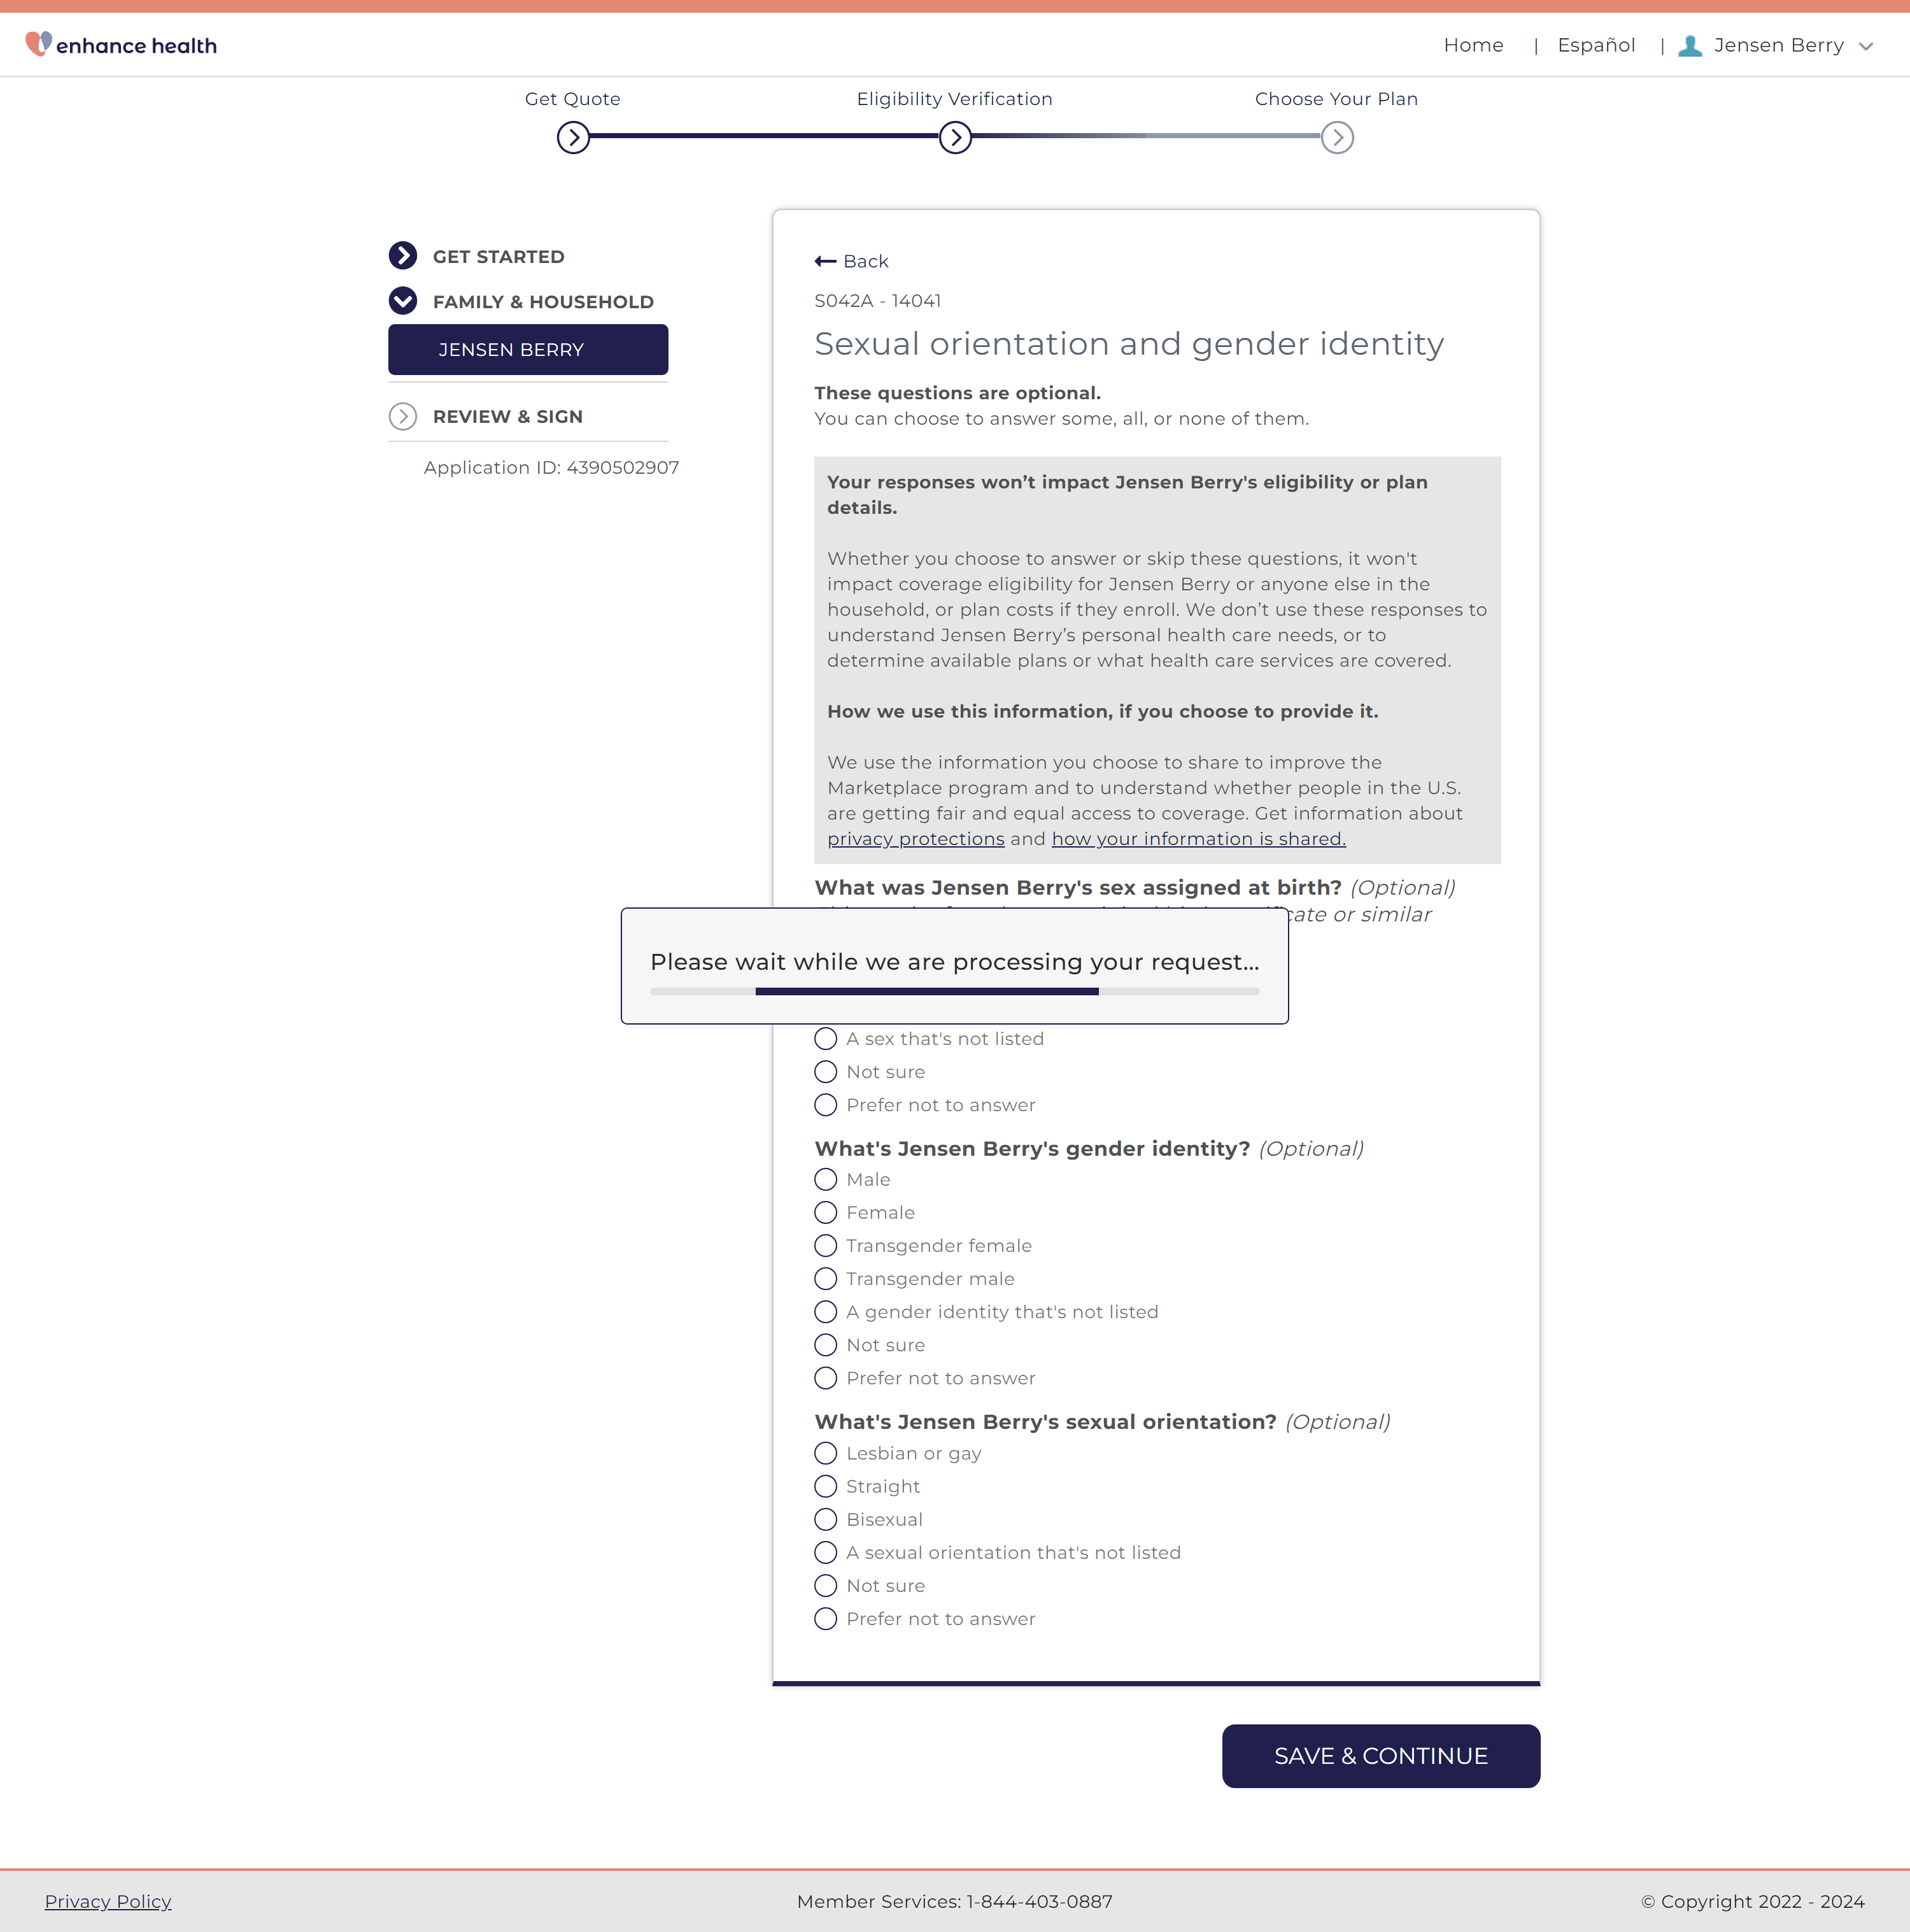 enhance health
Home | Español | Jensen Berry
Get Quote
Eligibility Verification
Choose Your Plan
GET STARTED
FAMILY & HOUSEHOLD
JENSEN BERRY
REVIEW & SIGN
Application ID: 4390502907
Back
S042A - 14041
Sexual orientation and gender identity
These questions are optional.
You can choose to answer some, all, or none of them.
Your responses won’t impact Jensen Berry's eligibility or plan
details.
Whether you choose to answer or skip these questions, it won't
impact coverage eligibility for Jensen Berry or anyone else in the
household, or plan costs if they enroll. We don’t use these responses to
understand Jensen Berry’s personal health care needs, or to
determine available plans or what health care services are covered.
How we use this information, if you choose to provide it.
We use the information you choose to share to improve the
Marketplace program and to understand whether people in the U.S.
are getting fair and equal access to coverage. Get information about
privacy protections and how your information is shared.
What was Jensen Berry's sex assigned at birth? (Optional)
or similar
Please wait while we are processing your request...
A sex that's not listed
Not sure
Prefer not to answer
What's Jensen Berry's gender identity? (Optional)
Male
Female
Transgender female
Transgender male
A gender identity that's not listed
Not sure
Prefer not to answer
What's Jensen Berry's sexual orientation? (Optional)
Lesbian or gay
Straight
Bisexual
A sexual orientation that's not listed
Not sure
Prefer not to answer
SAVE & CONTINUE
Privacy Policy
Member Services: 1-844-403-0887
© Copyright 2022 - 2024